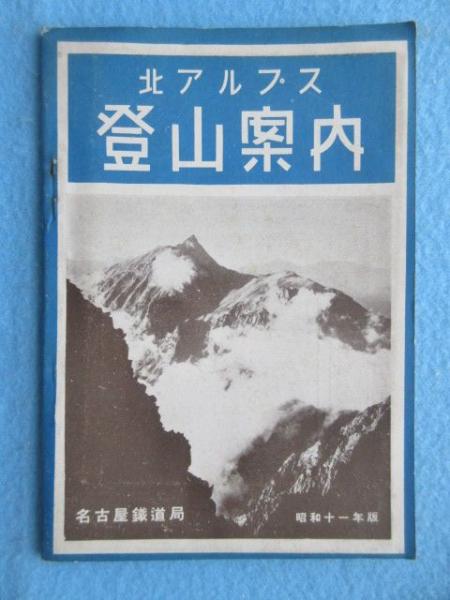 北アルプス
登山案内
名古屋鐵道局
昭和十一年版